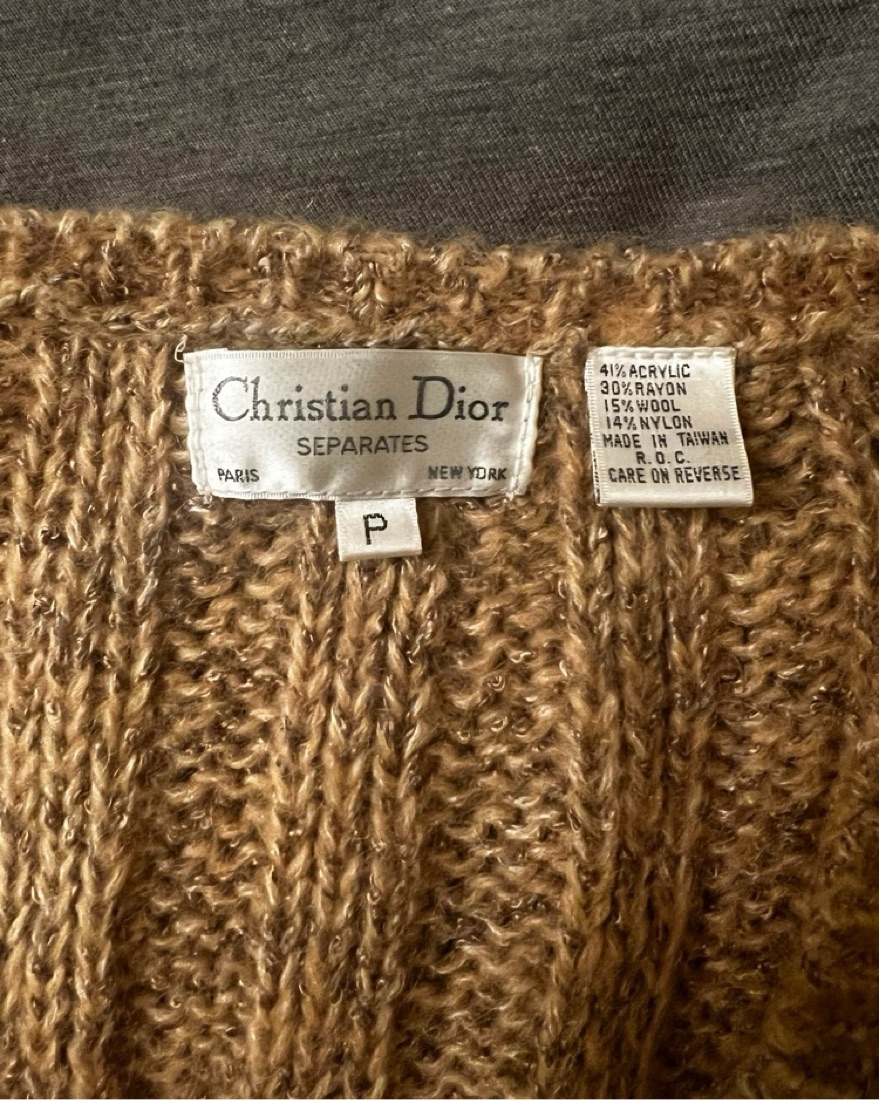 Christian Dior
SEPARATES
PARIS NEW YORK
P
41% ACRYLIC
30% RAYON
15% WOOL
14% NYLON
MADE IN TAIWAN
R.O.C.
CARE ON REVERSE